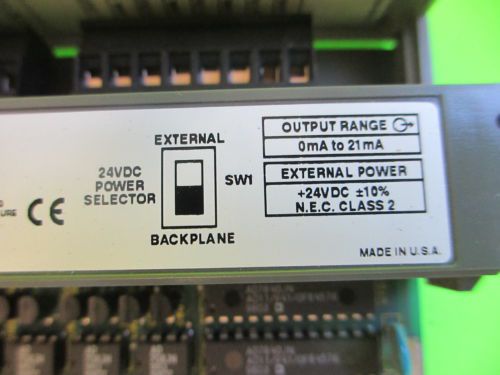 EXTERNAL
24VDC
POWER
SELECTOR
SW1
BACKPLANE
CE
URE
OUTPUT RANGE
0mA to 21mA
EXTERNAL POWER
+24VDC ±10%
N.E.C. CLASS 2
MADE IN U.S.A.